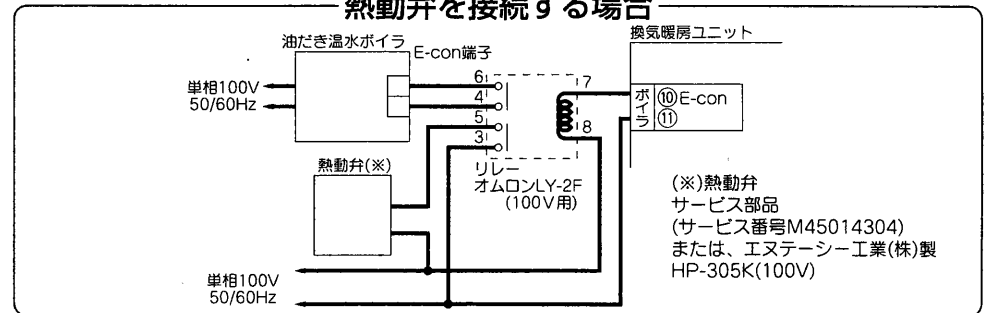 熱動弁を接続する場合
油だき温水ボイラ
E-con端子
換気暖房ユニット
単相100V
50/60Hz
6
4
5
3
7
8
ボイラ
⑩E-con
⑪
熱動弁(※)
リレー
オムロンLY-2F
(100V用)
(※)熱動弁
サービス部品
(サービス番号M45014304)
または、エヌテーシー工業(株)製
HP-305K(100V)
単相100V
50/60Hz